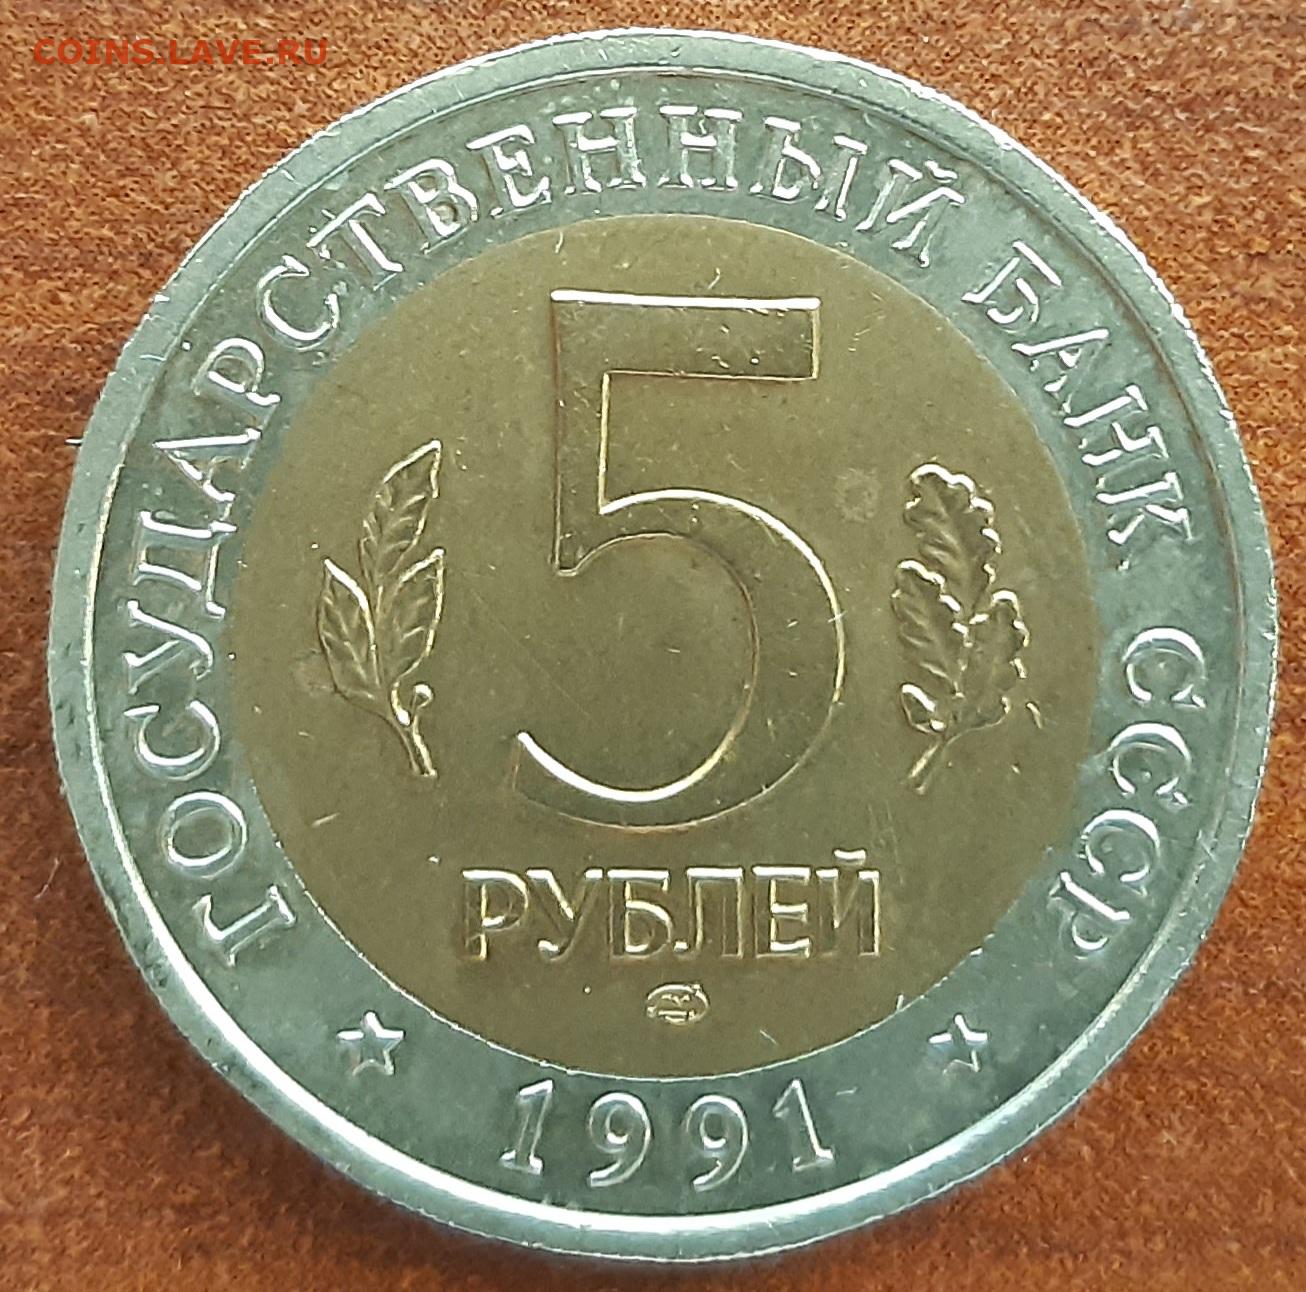 COINS.LAVE.RU
ГОСУДАРСТВЕННЫЙ БАНК СССР
5
РУБЛЕЙ
1991